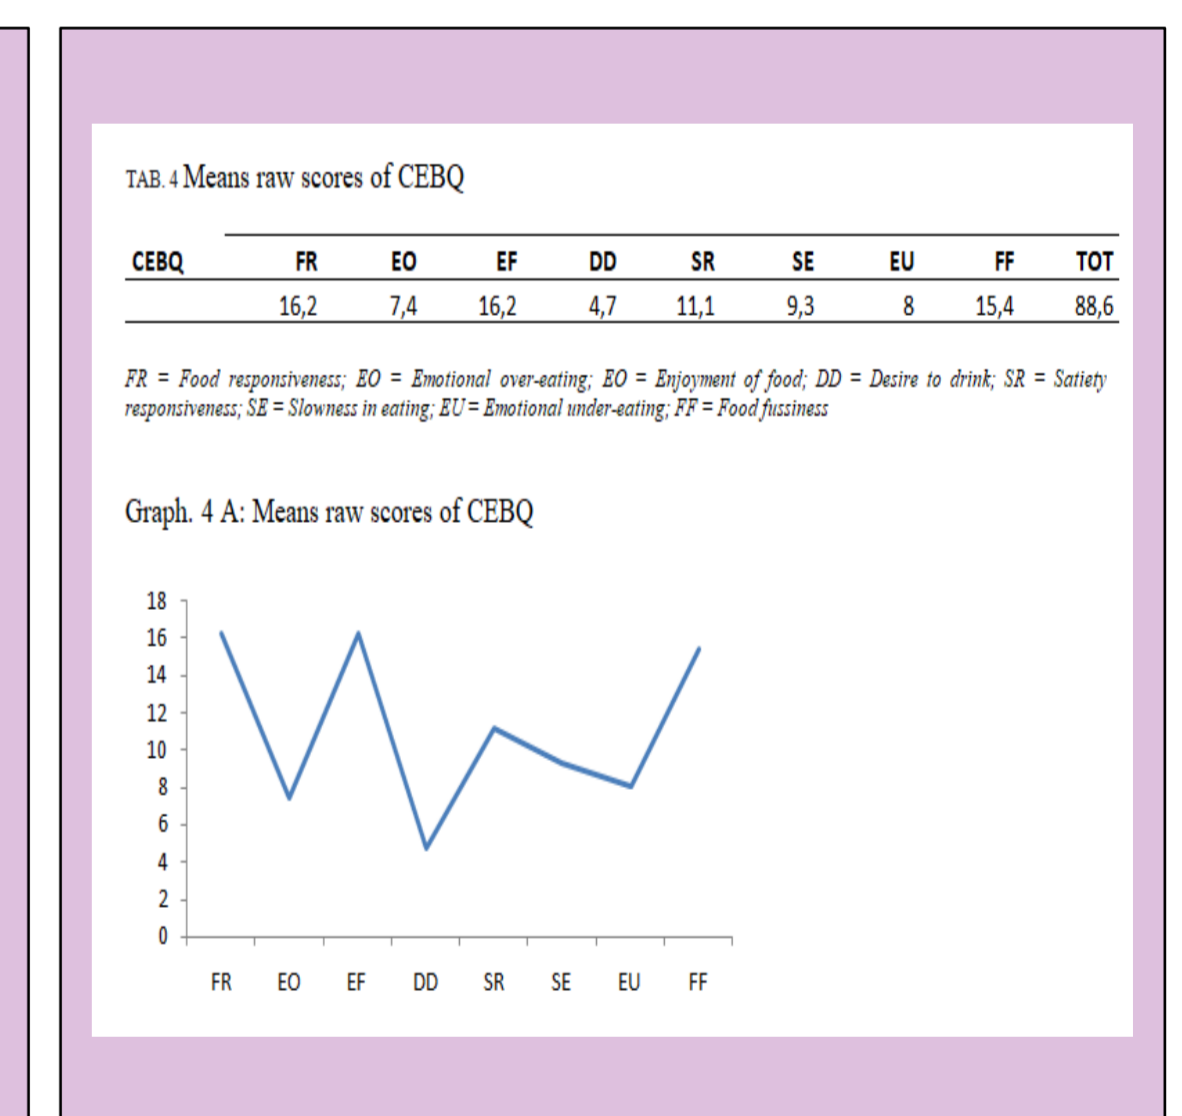 TAB. 4 Means raw scores of CEBQ
CEBQ FR EO EF DD SR SE EU FF TOT
16,2 7,4 16,2 4,7 11,1 9,3 8 15,4 88,6
FR = Food responsiveness; EO = Emotional over-eating; EO = Enjoyment of food; DD = Desire to drink; SR = Satiety
responsiveness; SE = Slowness in eating; EU = Emotional under-eating; FF = Food fussiness
Graph. 4 A: Means raw scores of CEBQ
18
16
14
12
10
8
6
4
2
0
FR EO EF DD SR SE EU FF